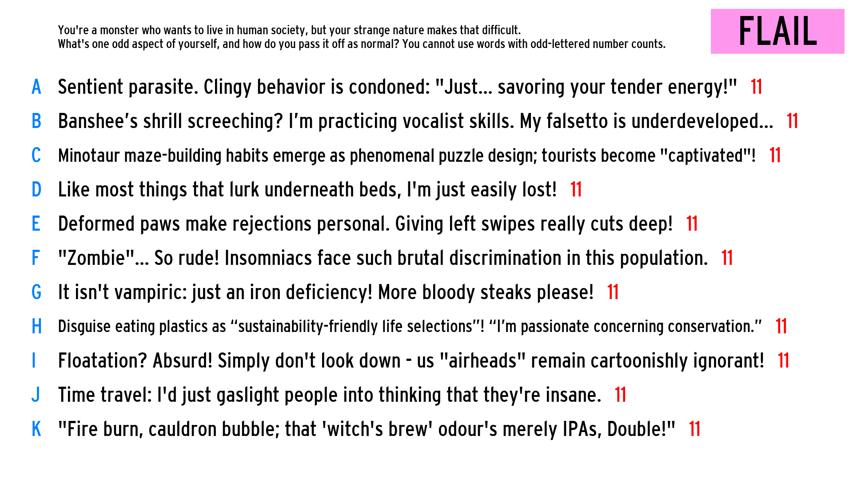 You're a monster who wants to live in human society, but your strange nature makes that difficult.
What's one odd aspect of yourself, and how do you pass it off as normal? You cannot use words with odd-lettered number counts.
FLAIL
A Sentient parasite. Clingy behavior is condoned: "Just... savoring your tender energy!" 11
B Banshee's shrill screeching? I'm practicing vocalist skills. My falsetto is underdeveloped... 11
C Minotaur maze-building habits emerge as phenomenal puzzle design; tourists become "captivated"! 11
D Like most things that lurk underneath beds, I'm just easily lost! 11
E Deformed paws make rejections personal. Giving left swipes really cuts deep! 11
F "Zombie"... So rude! Insomniacs face such brutal discrimination in this population. 11
G It isn't vampiric: just an iron deficiency! More bloody steaks please! 11
H Disguise eating plastics as “sustainability-friendly life selections”! “I'm passionate concerning conservation.” 11
I Floatation? Absurd! Simply don't look down - us "airheads" remain cartoonishly ignorant! 11
J Time travel: I'd just gaslight people into thinking that they're insane. 11
K "Fire burn, cauldron bubble; that 'witch's brew' odour's merely IPAs, Double!" 11